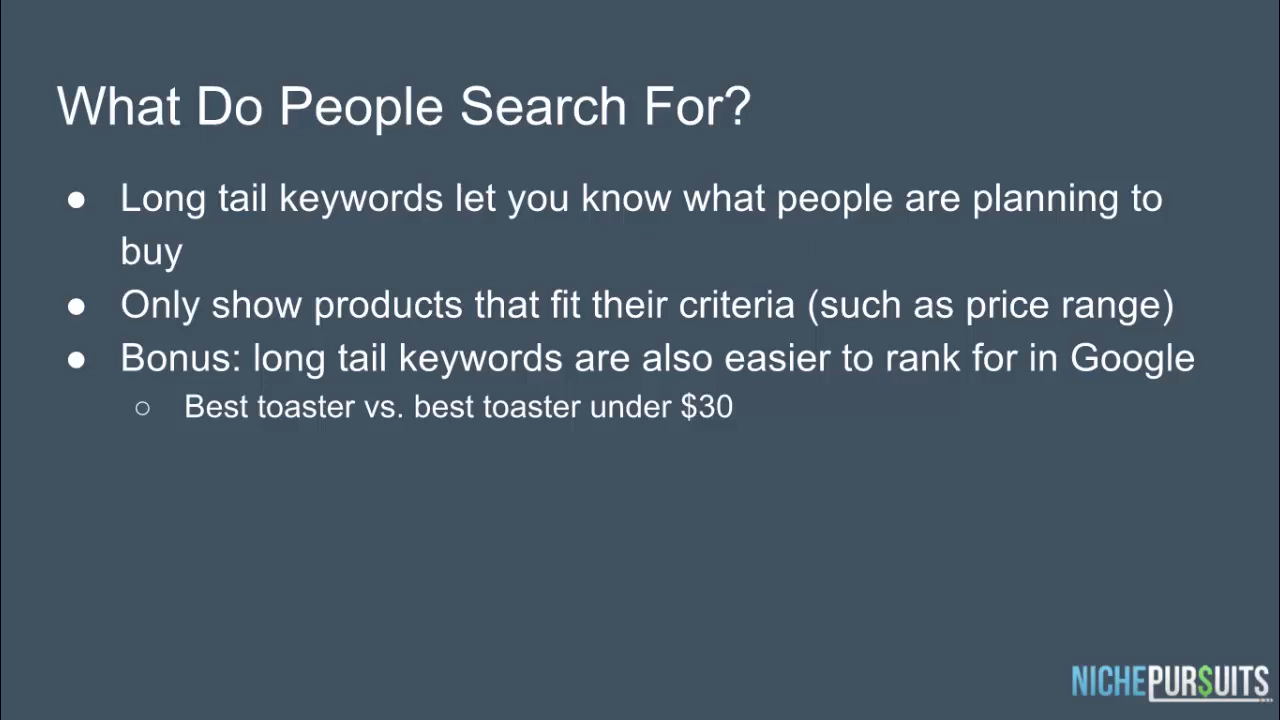 What Do People Search For?
● Long tail keywords let you know what people are planning to
buy
● Only show products that fit their criteria (such as price range)
● Bonus: long tail keywords are also easier to rank for in Google
○ Best toaster vs. best toaster under $30
NICHEPUR$UITS